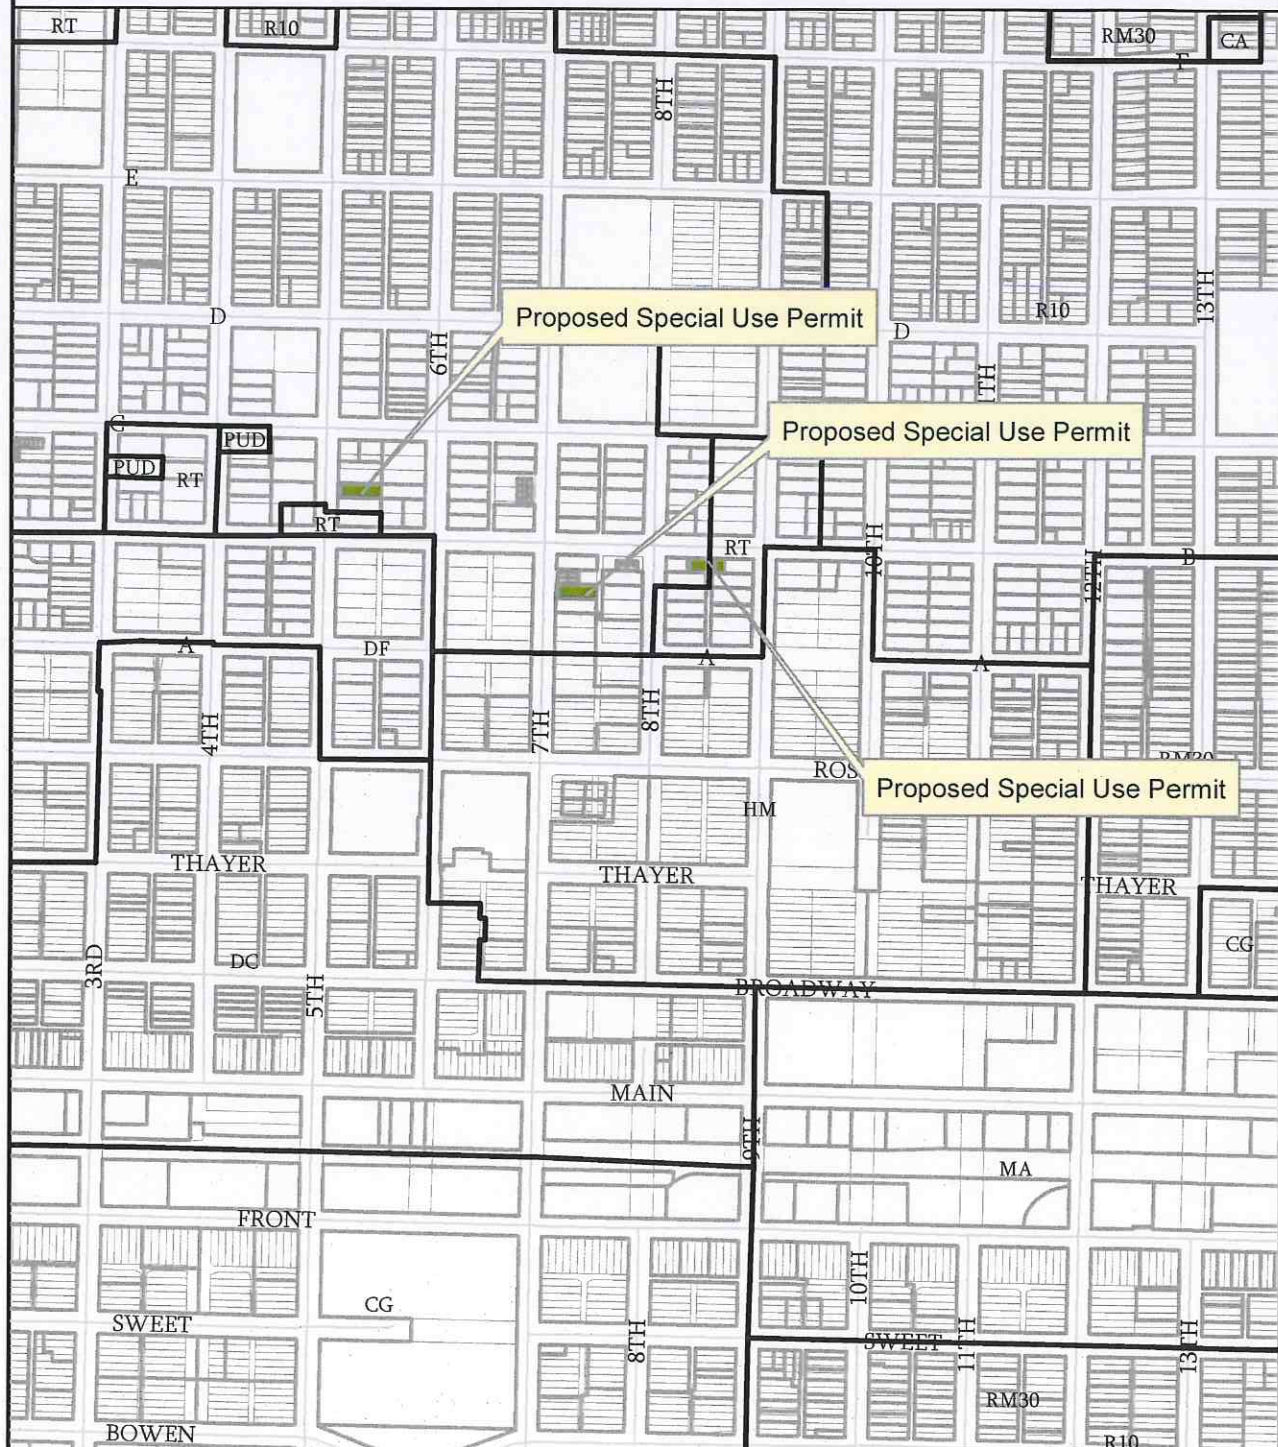 RT
R10
RM30
CA
F
8TH
E
13TH
D
R10
Proposed Special Use Permit
D
6TH
C
PUD
Proposed Special Use Permit
PUD
RT
RT
RT
10TH
12TH
B
A
DF
A
A
4TH
7TH
8TH
ROS
Proposed Special Use Permit
HM
THAYER
THAYER
THAYER
3RD
DC
5TH
CG
BROADWAY
MAIN
9TH
MA
FRONT
10TH
CG
SWEET
8TH
SWEET
11TH
13TH
RM30
BOWEN
R10